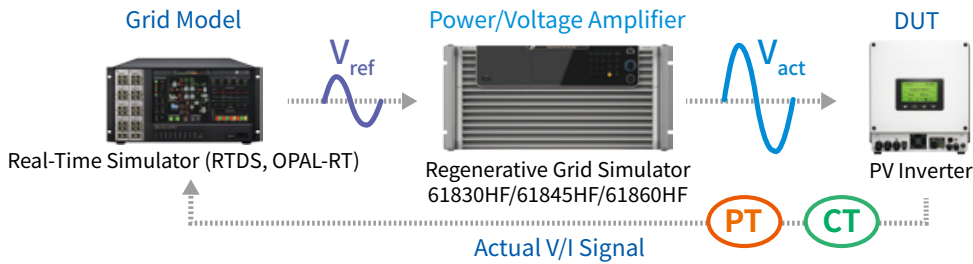 Grid Model
Power/Voltage Amplifier
DUT
Vref
Vact
Real-Time Simulator (RTDS, OPAL-RT)
Regenerative Grid Simulator
61830HF/61845HF/61860HF
PV Inverter
PT
CT
Actual V/I Signal